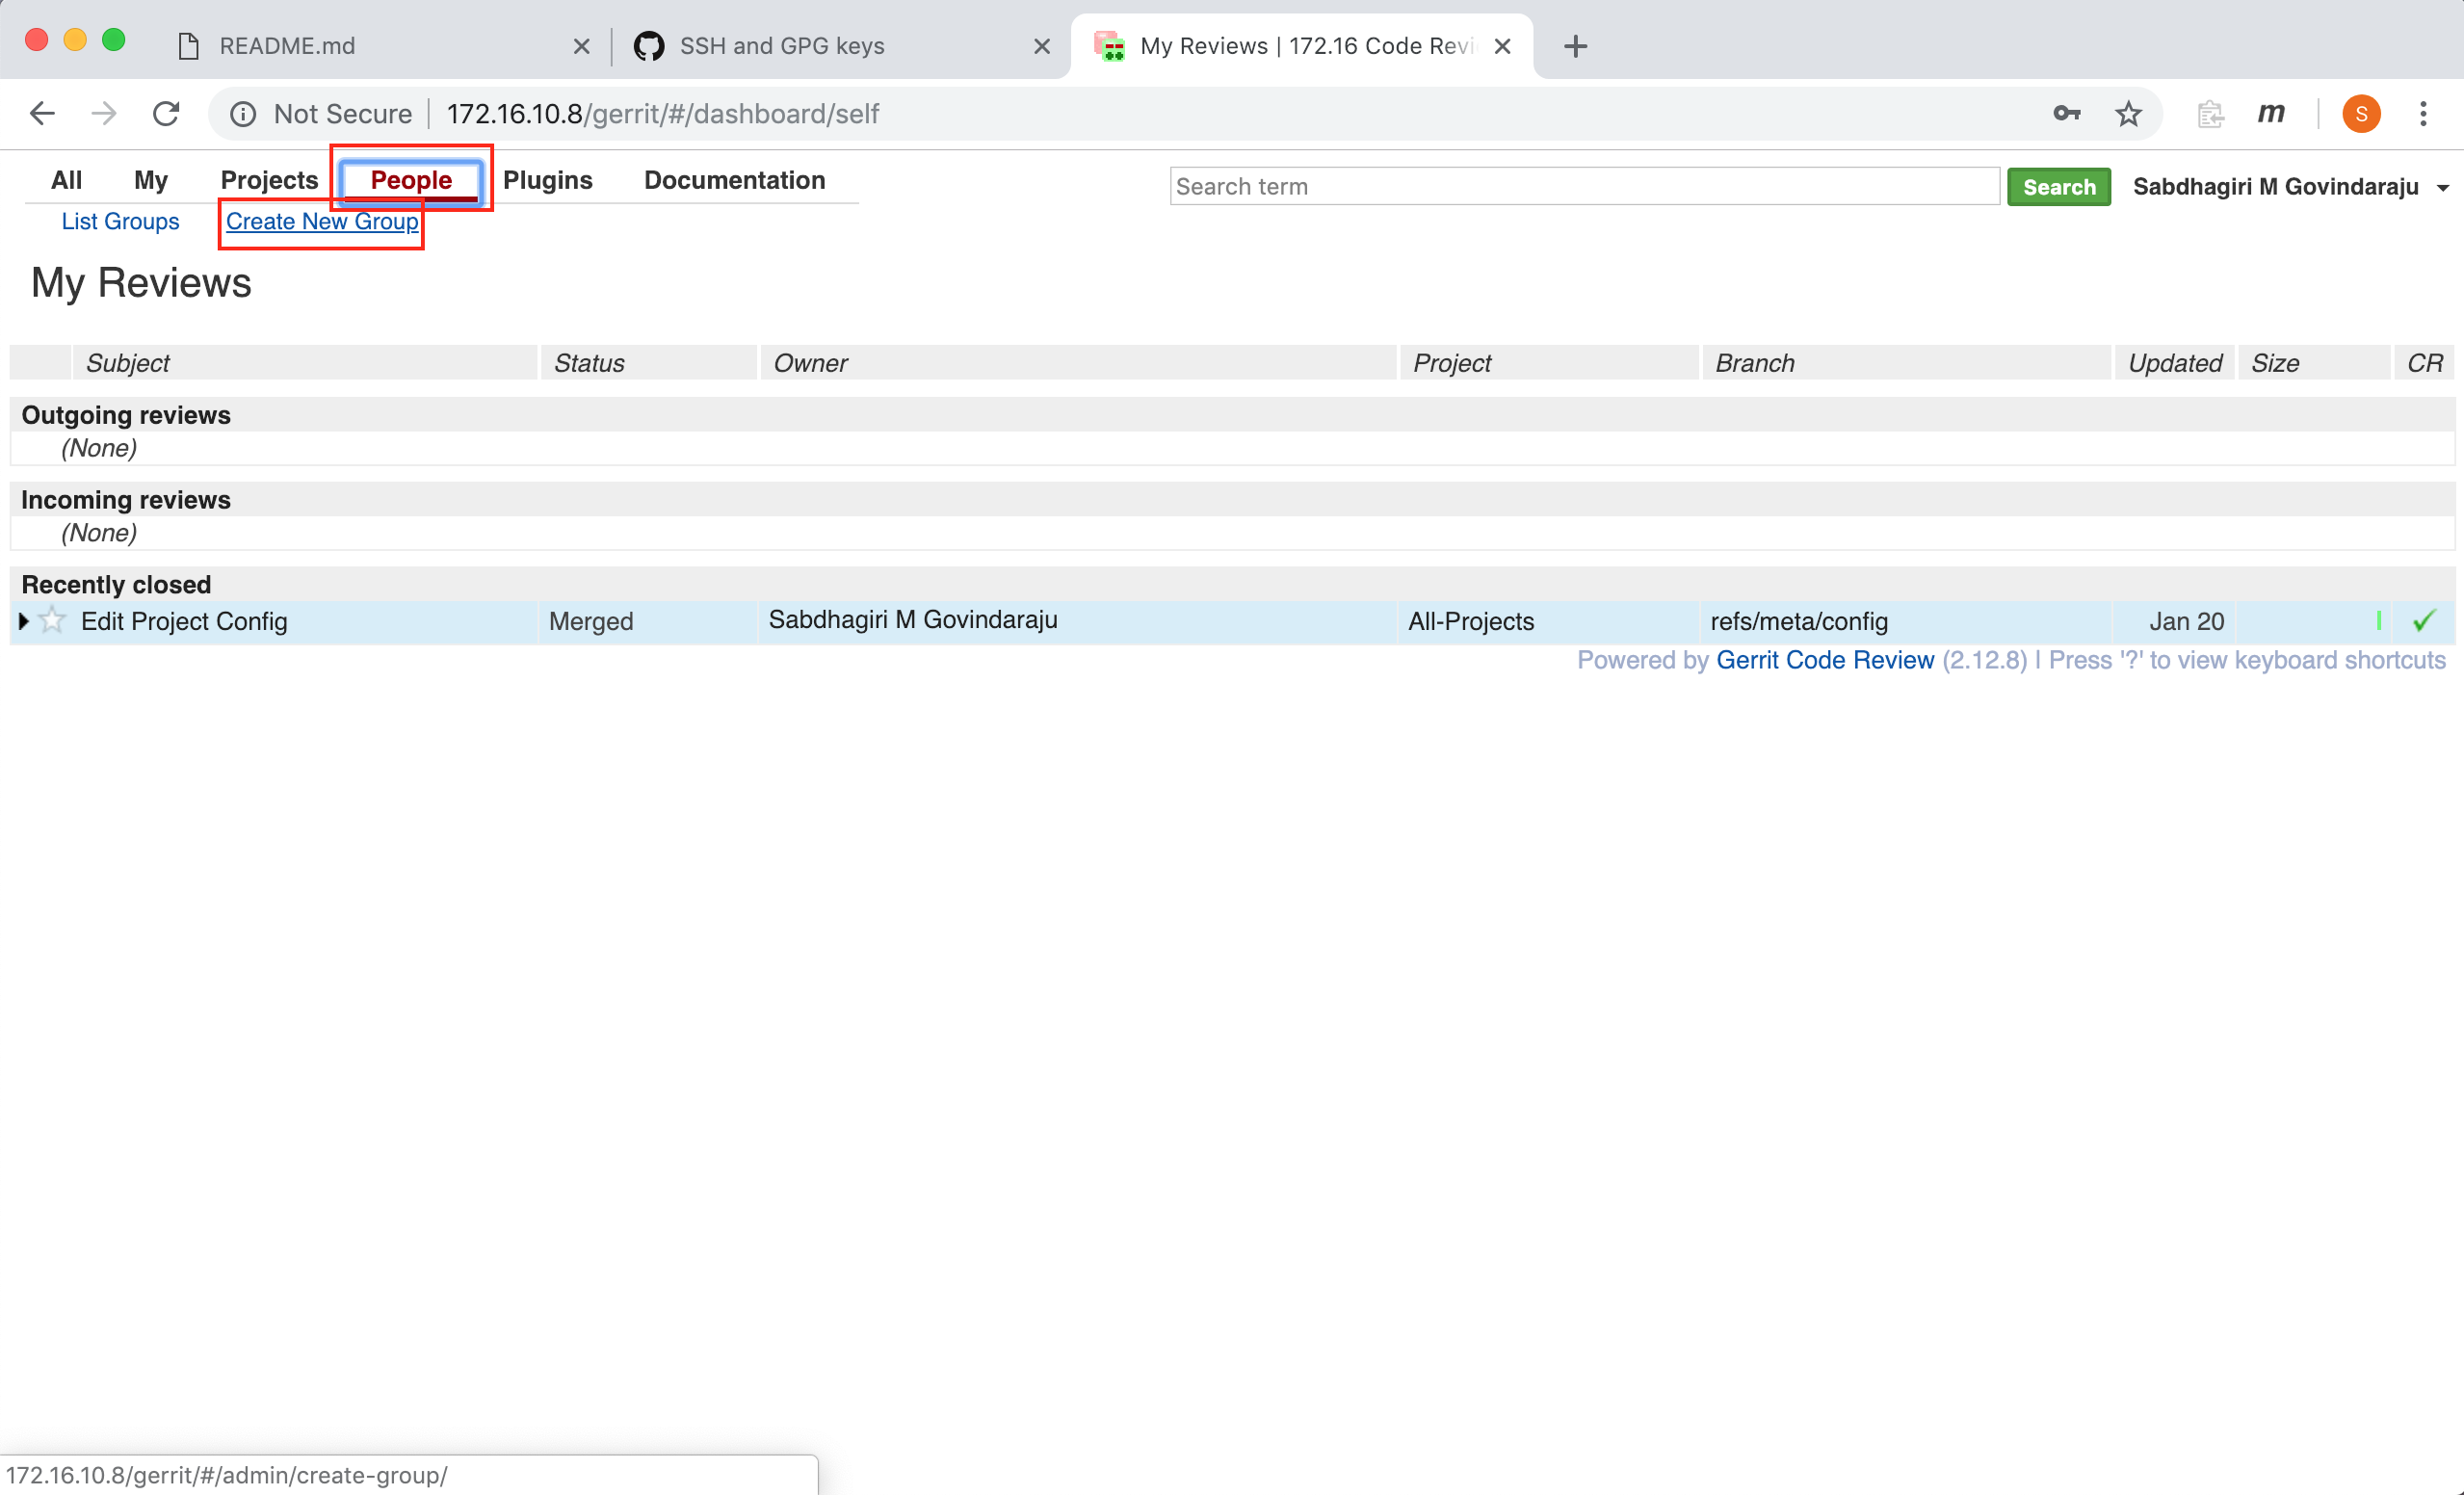 README.md
SSH and GPG keys
My Reviews | 172.16 Code Revi
Not Secure 172.16.10.8/gerrit/#/dashboard/self
m
S
All My Projects People Plugins Documentation
Search term
Search
Sabdhagiri M Govindaraju
List Groups Create New Group
My Reviews
Subject Status Owner Project Branch Updated Size CR
Outgoing reviews
(None)
Incoming reviews
(None)
Recently closed
Edit Project Config Merged Sabdhagiri M Govindaraju All-Projects refs/meta/config Jan 20
Powered by Gerrit Code Review (2.12.8) | Press '?' to view keyboard shortcuts
172.16.10.8/gerrit/#/admin/create-group/